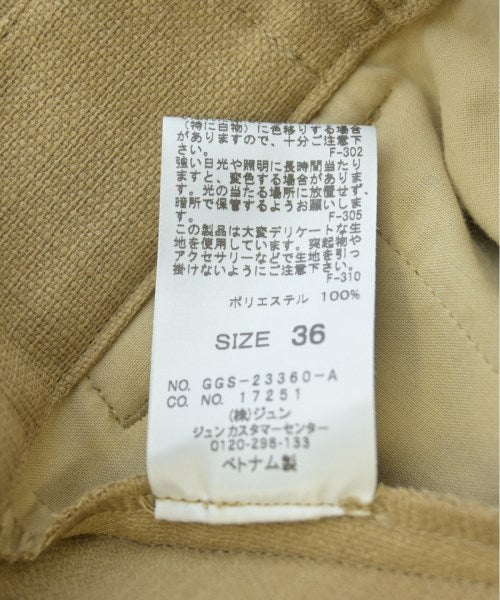 (特に白物)に色移りする場合
がありますので、十分ご注意下
さい。 F-302
強い日光や照明に長時間当たり
ますと、変色する場合がありま
す。光の当たる場所に放置せず、
暗所で保管するようお願いしま
す。 F-305
この製品は大変デリケートな生
地を使用しています。突起物や
アクセサリーなどで生地を引っ
掛けないようにご注意下さい。
F-310
ポリエステル 100%
SIZE 36
NO. GGS-23360-A
CO. NO. 17251
(株)ジュン
ジュンカスタマーセンター
0120-298-133
ベトナム製